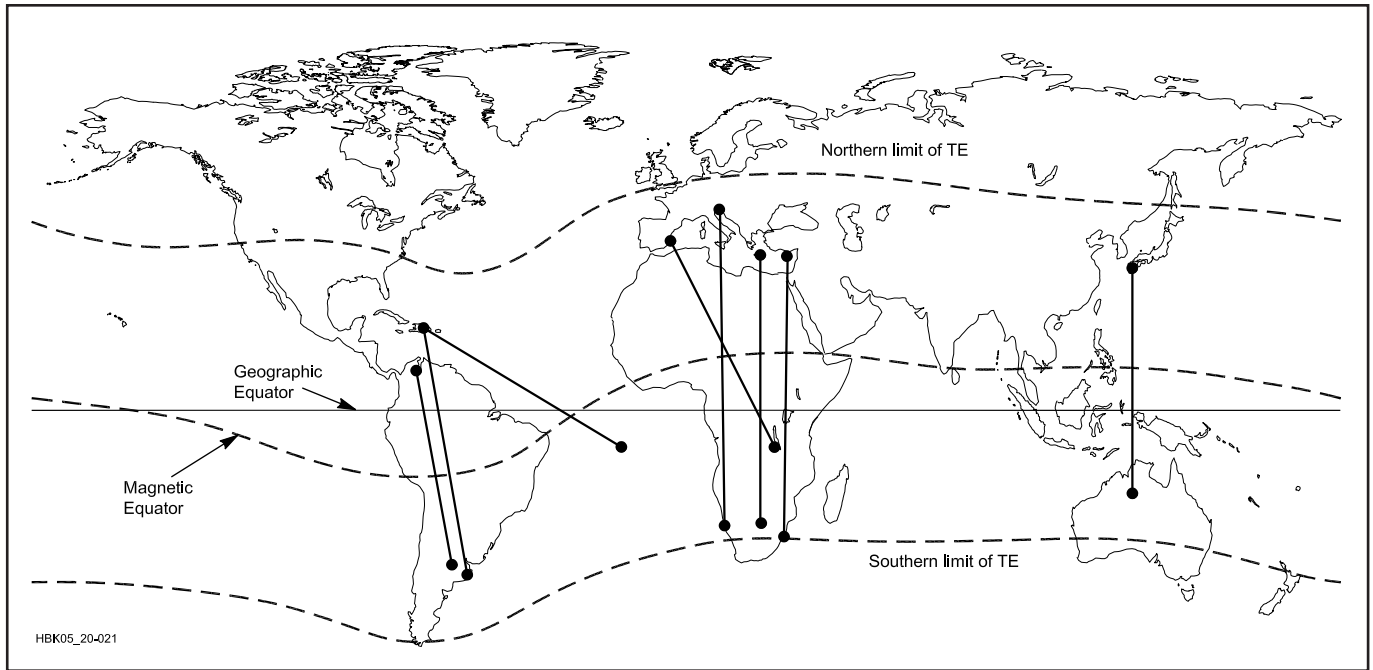 Northern limit of TE
Geographic
Equator
Magnetic
Equator
Southern limit of TE
HBK05_20-021